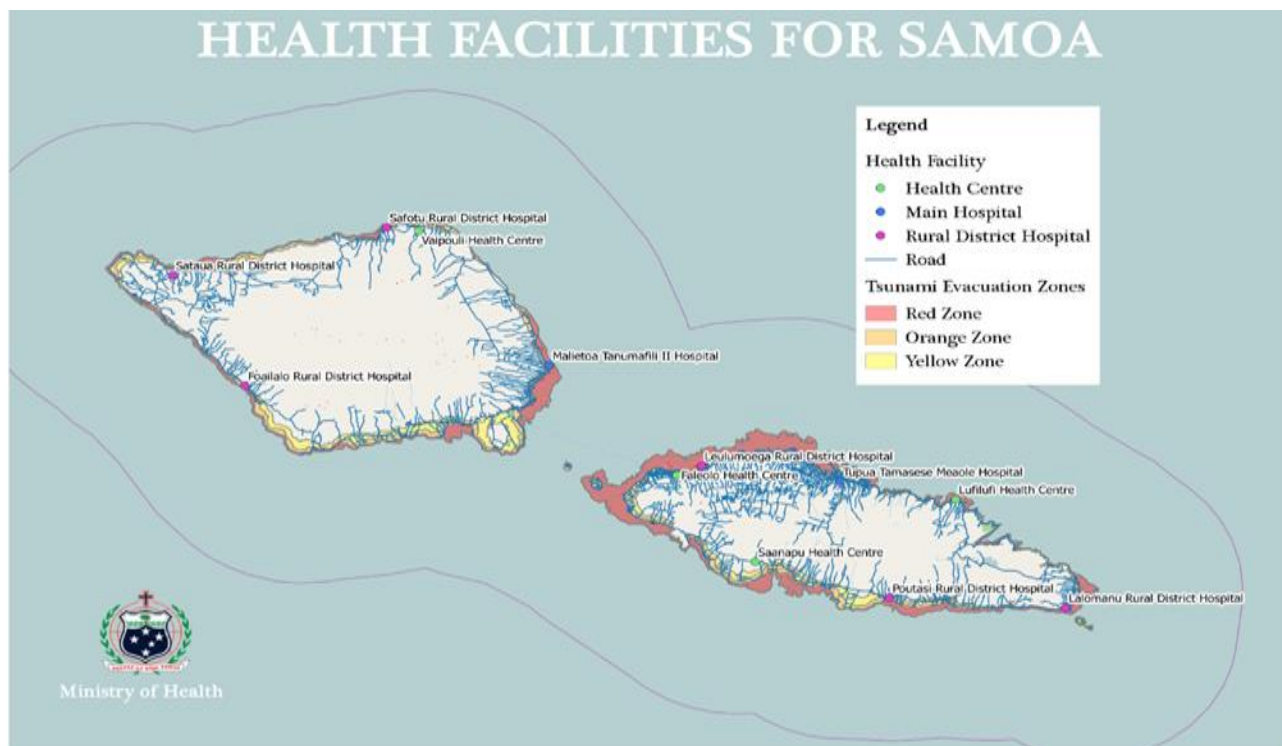 HEALTH FACILITIES FOR SAMOA
Legend
Health Facility
Health Centre
Main Hospital
Rural District Hospital
Road
Tsunami Evacuation Zones
Red Zone
Orange Zone
Yellow Zone
Safotu Rural District Hospital
Vaipouli Health Centre
Sataua Rural District Hospital
Malietoa Tanumafili II Hospital
Foailalo Rural District Hospital
Leulumoega Rural District Hospital
Faleolo Health Centre
Tupua Tamasese Meaole Hospital
Lufilufi Health Centre
Saanapu Health Centre
Poutasi Rural District Hospital
Lalomanu Rural District Hospital
Ministry of Health